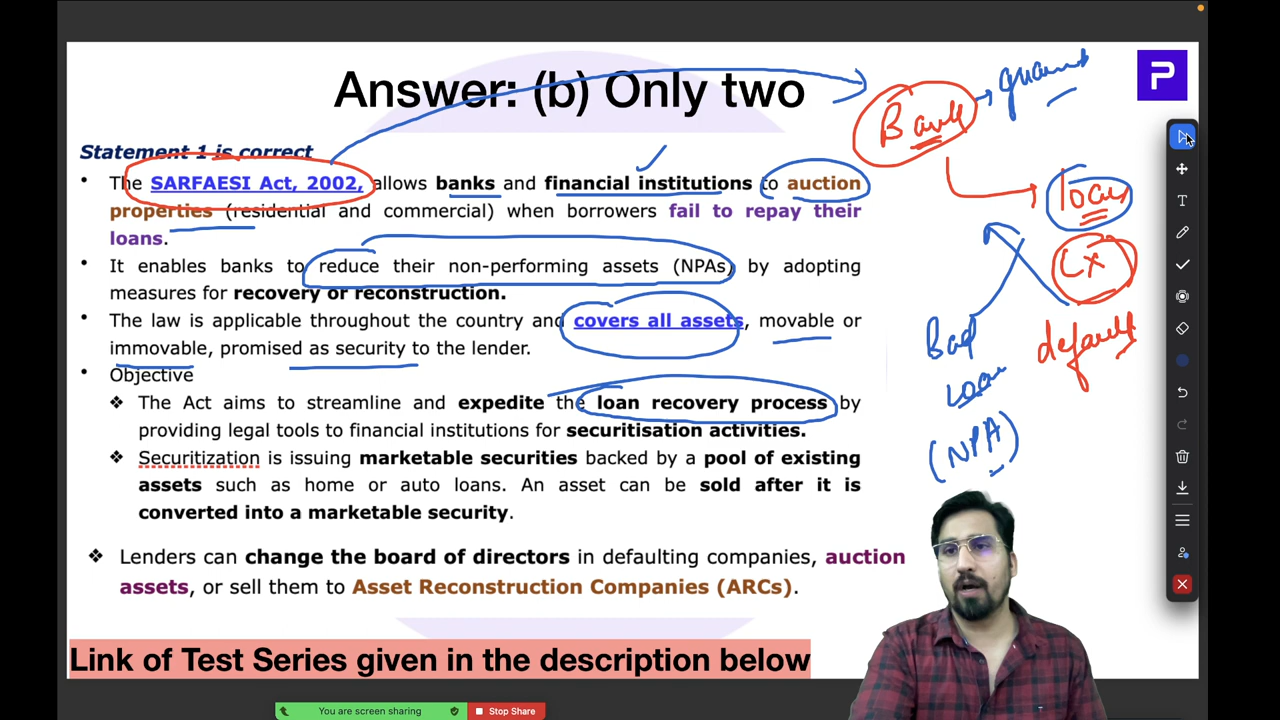 Answer: (b) Only two
Statement 1 is correct
• The SARFAESI Act, 2002, allows banks and financial institutions to auction
properties (residential and commercial) when borrowers fail to repay their
loans.
• It enables banks to reduce their non-performing assets (NPAs) by adopting
measures for recovery or reconstruction.
• The law is applicable throughout the country and covers all assets, movable or
immovable, promised as security to the lender.
• Objective
❖ The Act aims to streamline and expedite the loan recovery process by
providing legal tools to financial institutions for securitisation activities.
❖ Securitization is issuing marketable securities backed by a pool of existing
assets such as home or auto loans. An asset can be sold after it is
converted into a marketable security.
❖ Lenders can change the board of directors in defaulting companies, auction
assets, or sell them to Asset Reconstruction Companies (ARCs).
Link of Test Series given in the description below
P
Bank
loan
Cx
default
Bad
loan
(NPA)
T
You are screen sharing
Stop Share